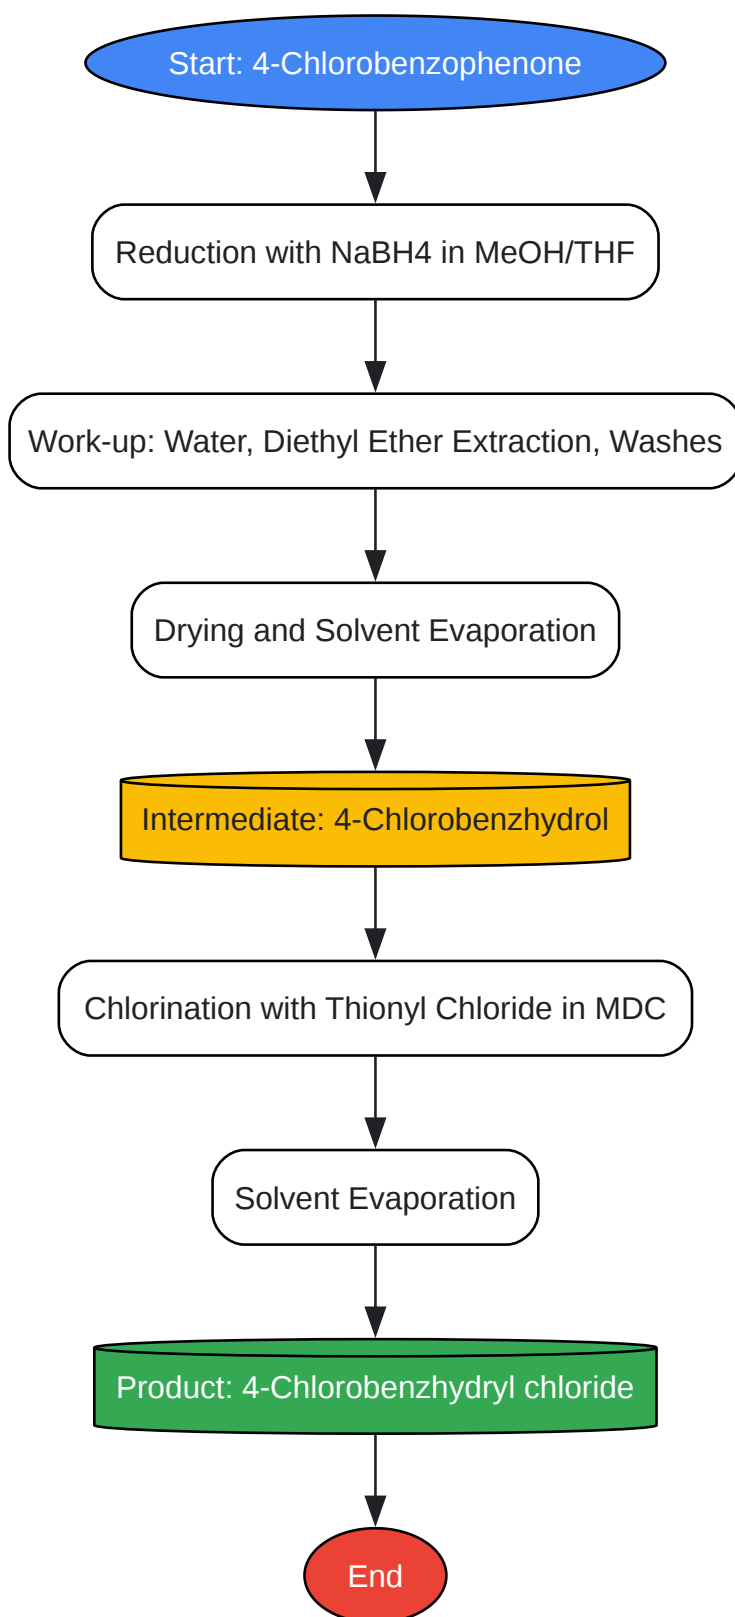 Start: 4-Chlorobenzophenone
Reduction with NaBH4 in MeOH/THF
Work-up: Water, Diethyl Ether Extraction, Washes
Drying and Solvent Evaporation
Intermediate: 4-Chlorobenzhydrol
Chlorination with Thionyl Chloride in MDC
Solvent Evaporation
Product: 4-Chlorobenzhydryl chloride
End